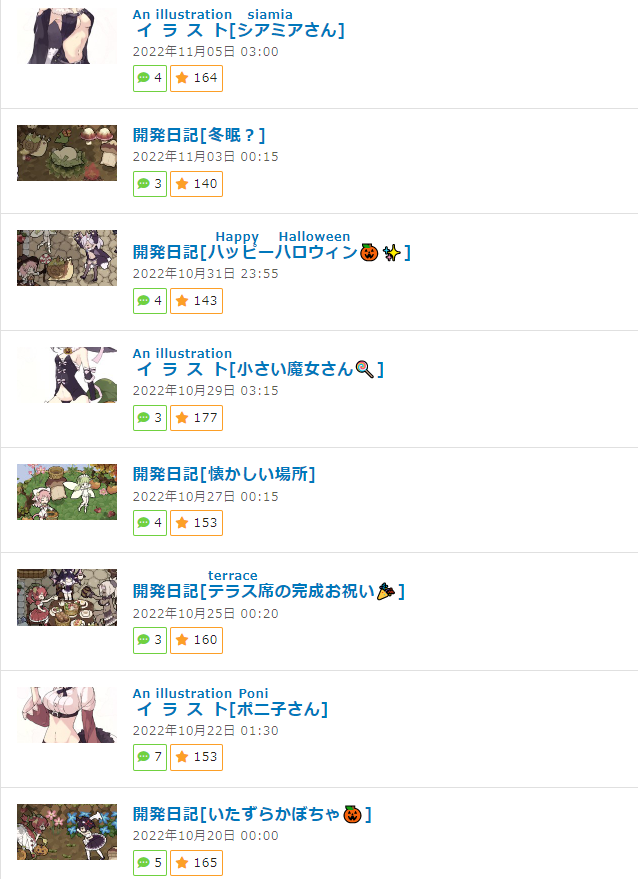 An illustration siamia
イラスト[シアミアさん]
2022年11月05日 03:00
4 164
開発日記[冬眠？]
2022年11月03日 00:15
3 140
Happy Halloween
開発日記[ハッピーハロウィン🎃✨]
2022年10月31日 23:55
4 143
An illustration
イラスト[小さい魔女さん🍭]
2022年10月29日 03:15
3 177
開発日記[懐かしい場所]
2022年10月27日 00:15
4 153
terrace
開発日記[テラス席の完成お祝い🎉]
2022年10月25日 00:20
3 160
An illustration Poni
イラスト[ポニ子さん]
2022年10月22日 01:30
7 153
開発日記[いたずらかぼちゃ🎃]
2022年10月20日 00:00
5 165